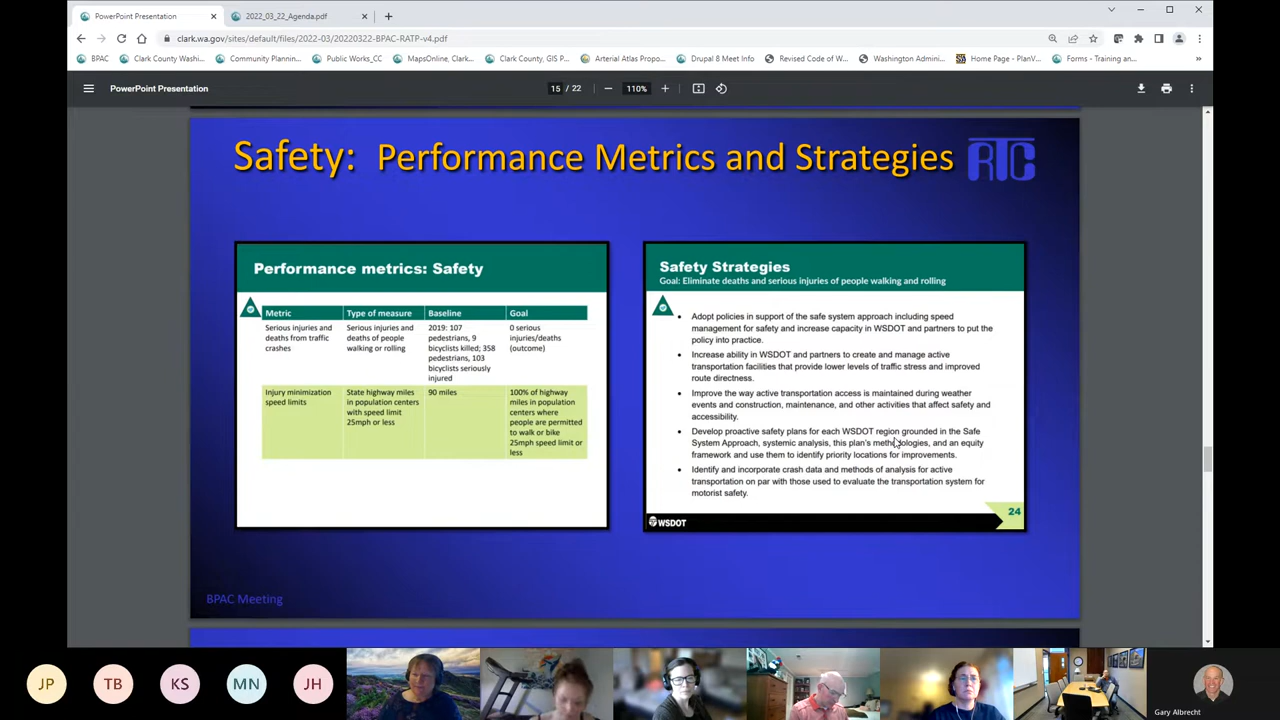 PowerPoint Presentation
2022_03_22_Agenda.pdf
clark.wa.gov/sites/default/files/2022-03/20220322-BPAC-RATP-v4.pdf
BPAC
Clark County Washi...
Community Plannin...
Public Works_CC
MapsOnline, Clark...
Clark County, GIS P...
Arterial Atlas Propo...
Drupal 8 Meet Info
Revised Code of W...
Washington Admini...
Home Page - PlanV...
Forms - Training an...
»
PowerPoint Presentation
15 / 22
110%
Safety: Performance Metrics and Strategies
RTC
Performance metrics: Safety
Metric
Type of measure
Baseline
Goal
Serious injuries and
deaths from traffic
crashes
Serious injuries and
deaths of people
walking or rolling
2019: 107
pedestrians, 9
bicyclists killed; 358
pedestrians, 103
bicyclists seriously
injured
0 serious
injuries/deaths
(outcome)
Injury minimization
speed limits
State highway miles
in population centers
with speed limit
25mph or less
90 miles
100% of highway
miles in population
centers where
people are permitted
to walk or bike
25mph speed limit or
less
Safety Strategies
Goal: Eliminate deaths and serious injuries of people walking and rolling
• Adopt policies in support of the safe system approach including speed
management for safety and increase capacity in WSDOT and partners to put the
policy into practice.
• Increase ability in WSDOT and partners to create and manage active
transportation facilities that provide lower levels of traffic stress and improved
route directness.
• Improve the way active transportation access is maintained during weather
events and construction, maintenance, and other activities that affect safety and
accessibility.
• Develop proactive safety plans for each WSDOT region grounded in the Safe
System Approach, systemic analysis, this plan's methodologies, and an equity
framework and use them to identify priority locations for improvements.
• Identify and incorporate crash data and methods of analysis for active
transportation on par with those used to evaluate the transportation system for
motorist safety.
WSDOT
24
BPAC Meeting
JP
TB
KS
MN
JH
Gary Albrecht